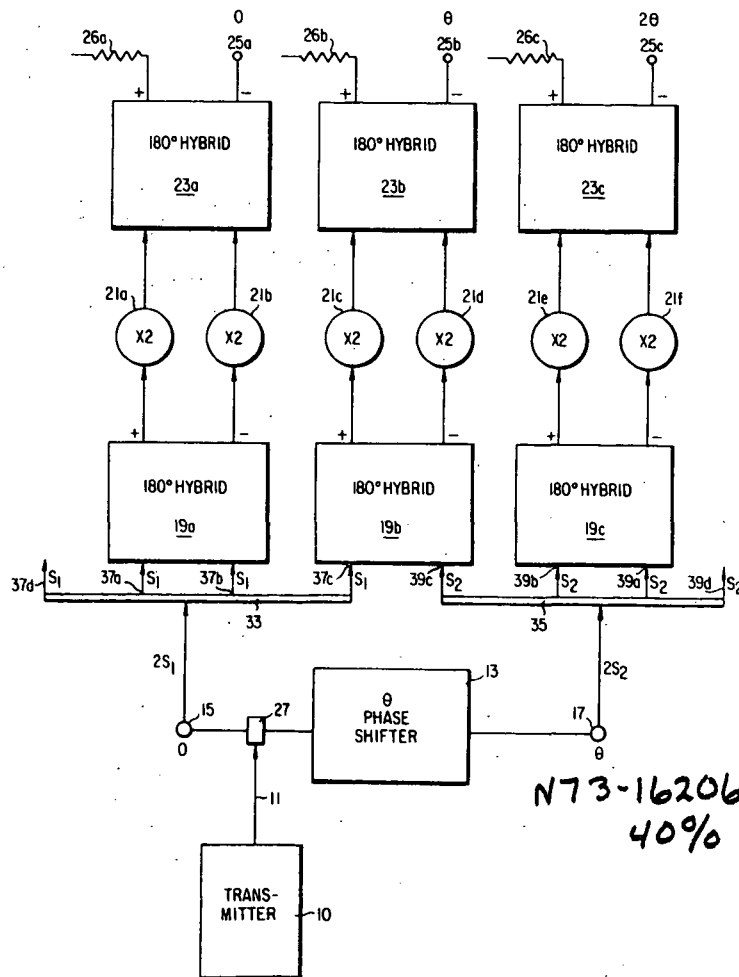 0 θ 2θ
26a 25a 26b 25b 26c 25c
+ − + − + −
180° HYBRID 180° HYBRID 180° HYBRID
23a 23b 23c
21a 21b 21c 21d 21e 21f
X2 X2 X2 X2 X2 X2
+ − + − + −
180° HYBRID 180° HYBRID 180° HYBRID
19a 19b 19c
37d S1 37a S1 37b S1 37c S1 39c S2 39b S2 39a S2 39d S2
33 35
2S1 2S2
15 27 13 17
θ
PHASE
SHIFTER
0 θ
11
N73-16206
40%
TRANS-
MITTER 10